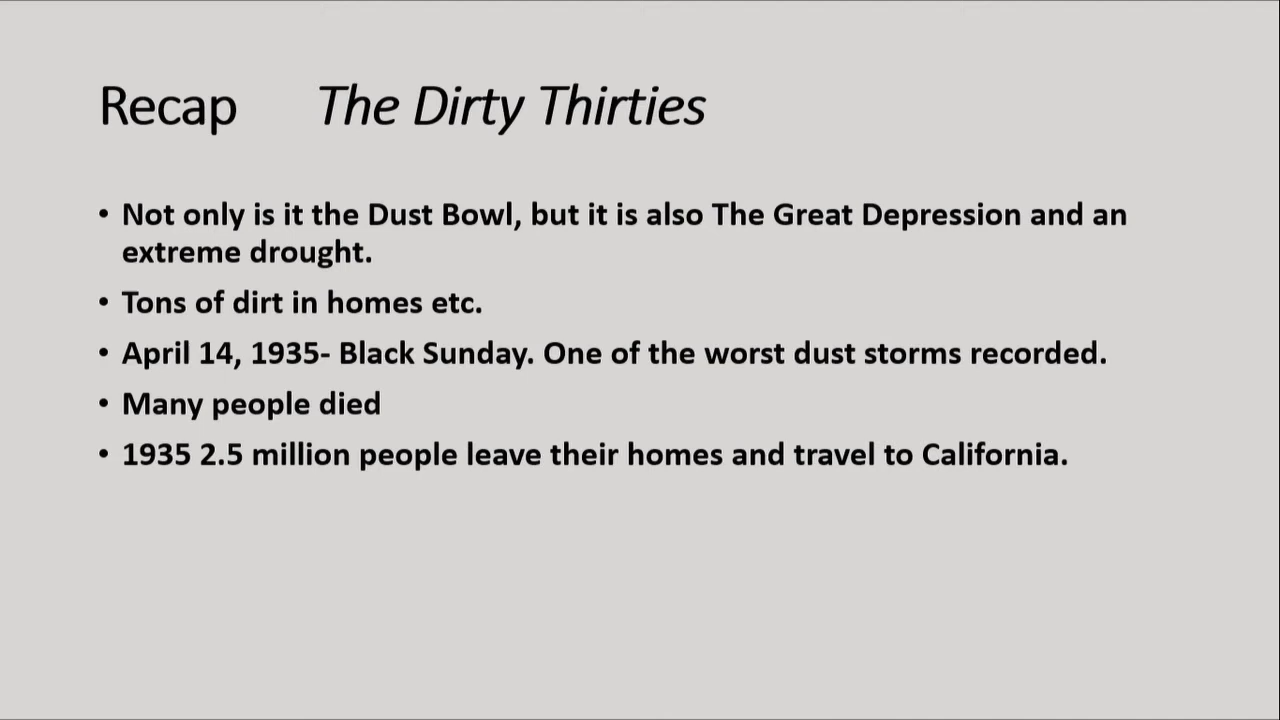 Recap The Dirty Thirties
• Not only is it the Dust Bowl, but it is also The Great Depression and an
extreme drought.
• Tons of dirt in homes etc.
• April 14, 1935- Black Sunday. One of the worst dust storms recorded.
• Many people died
• 1935 2.5 million people leave their homes and travel to California.